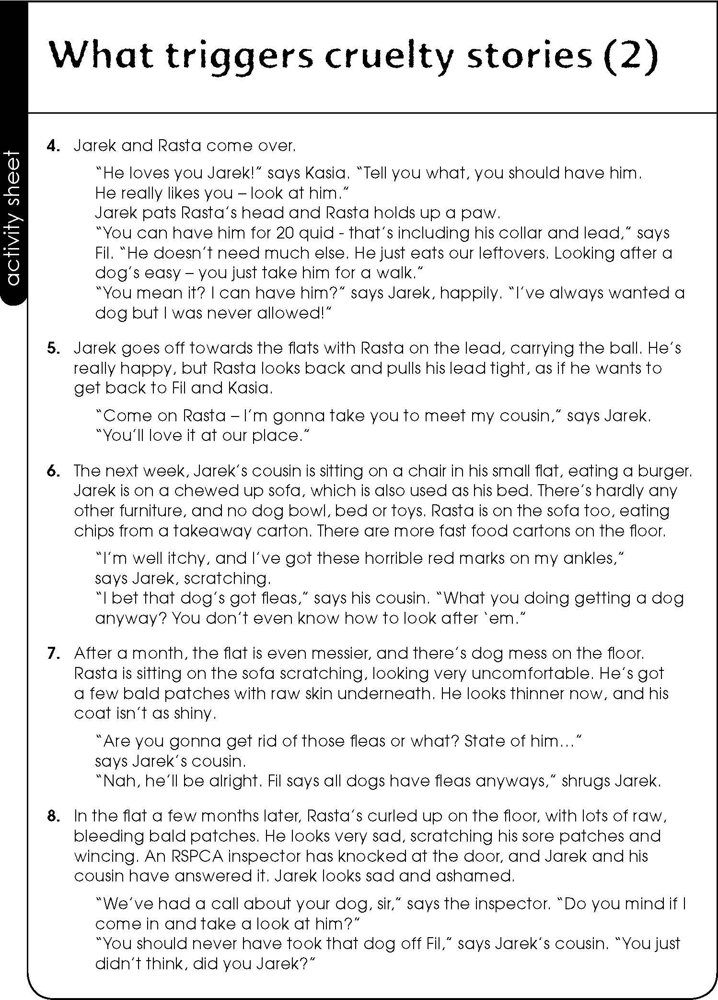 What triggers cruelty stories (2)
activity sheet
4. Jarek and Rasta come over.
“He loves you Jarek!” says Kasia. “Tell you what, you should have him.
He really likes you – look at him.”
Jarek pats Rasta’s head and Rasta holds up a paw.
“You can have him for 20 quid - that’s including his collar and lead,” says
Fil. “He doesn’t need much else. He just eats our leftovers. Looking after a
dog’s easy – you just take him for a walk.”
“You mean it? I can have him?” says Jarek, happily. “I’ve always wanted a
dog but I was never allowed!”
5. Jarek goes off towards the flats with Rasta on the lead, carrying the ball. He’s
really happy, but Rasta looks back and pulls his lead tight, as if he wants to
get back to Fil and Kasia.
“Come on Rasta – I’m gonna take you to meet my cousin,” says Jarek.
“You’ll love it at our place.”
6. The next week, Jarek’s cousin is sitting on a chair in his small flat, eating a burger.
Jarek is on a chewed up sofa, which is also used as his bed. There’s hardly any
other furniture, and no dog bowl, bed or toys. Rasta is on the sofa too, eating
chips from a takeaway carton. There are more fast food cartons on the floor.
“I’m well itchy, and I’ve got these horrible red marks on my ankles,”
says Jarek, scratching.
“I bet that dog’s got fleas,” says his cousin. “What you doing getting a dog
anyway? You don’t even know how to look after ‘em.”
7. After a month, the flat is even messier, and there’s dog mess on the floor.
Rasta is sitting on the sofa scratching, looking very uncomfortable. He’s got
a few bald patches with raw skin underneath. He looks thinner now, and his
coat isn’t as shiny.
“Are you gonna get rid of those fleas or what? State of him...”
says Jarek’s cousin.
“Nah, he’ll be alright. Fil says all dogs have fleas anyways,” shrugs Jarek.
8. In the flat a few months later, Rasta’s curled up on the floor, with lots of raw,
bleeding bald patches. He looks very sad, scratching his sore patches and
wincing. An RSPCA inspector has knocked at the door, and Jarek and his
cousin have answered it. Jarek looks sad and ashamed.
“We’ve had a call about your dog, sir,” says the inspector. “Do you mind if I
come in and take a look at him?”
“You should never have took that dog off Fil,” says Jarek’s cousin. “You just
didn’t think, did you Jarek?”